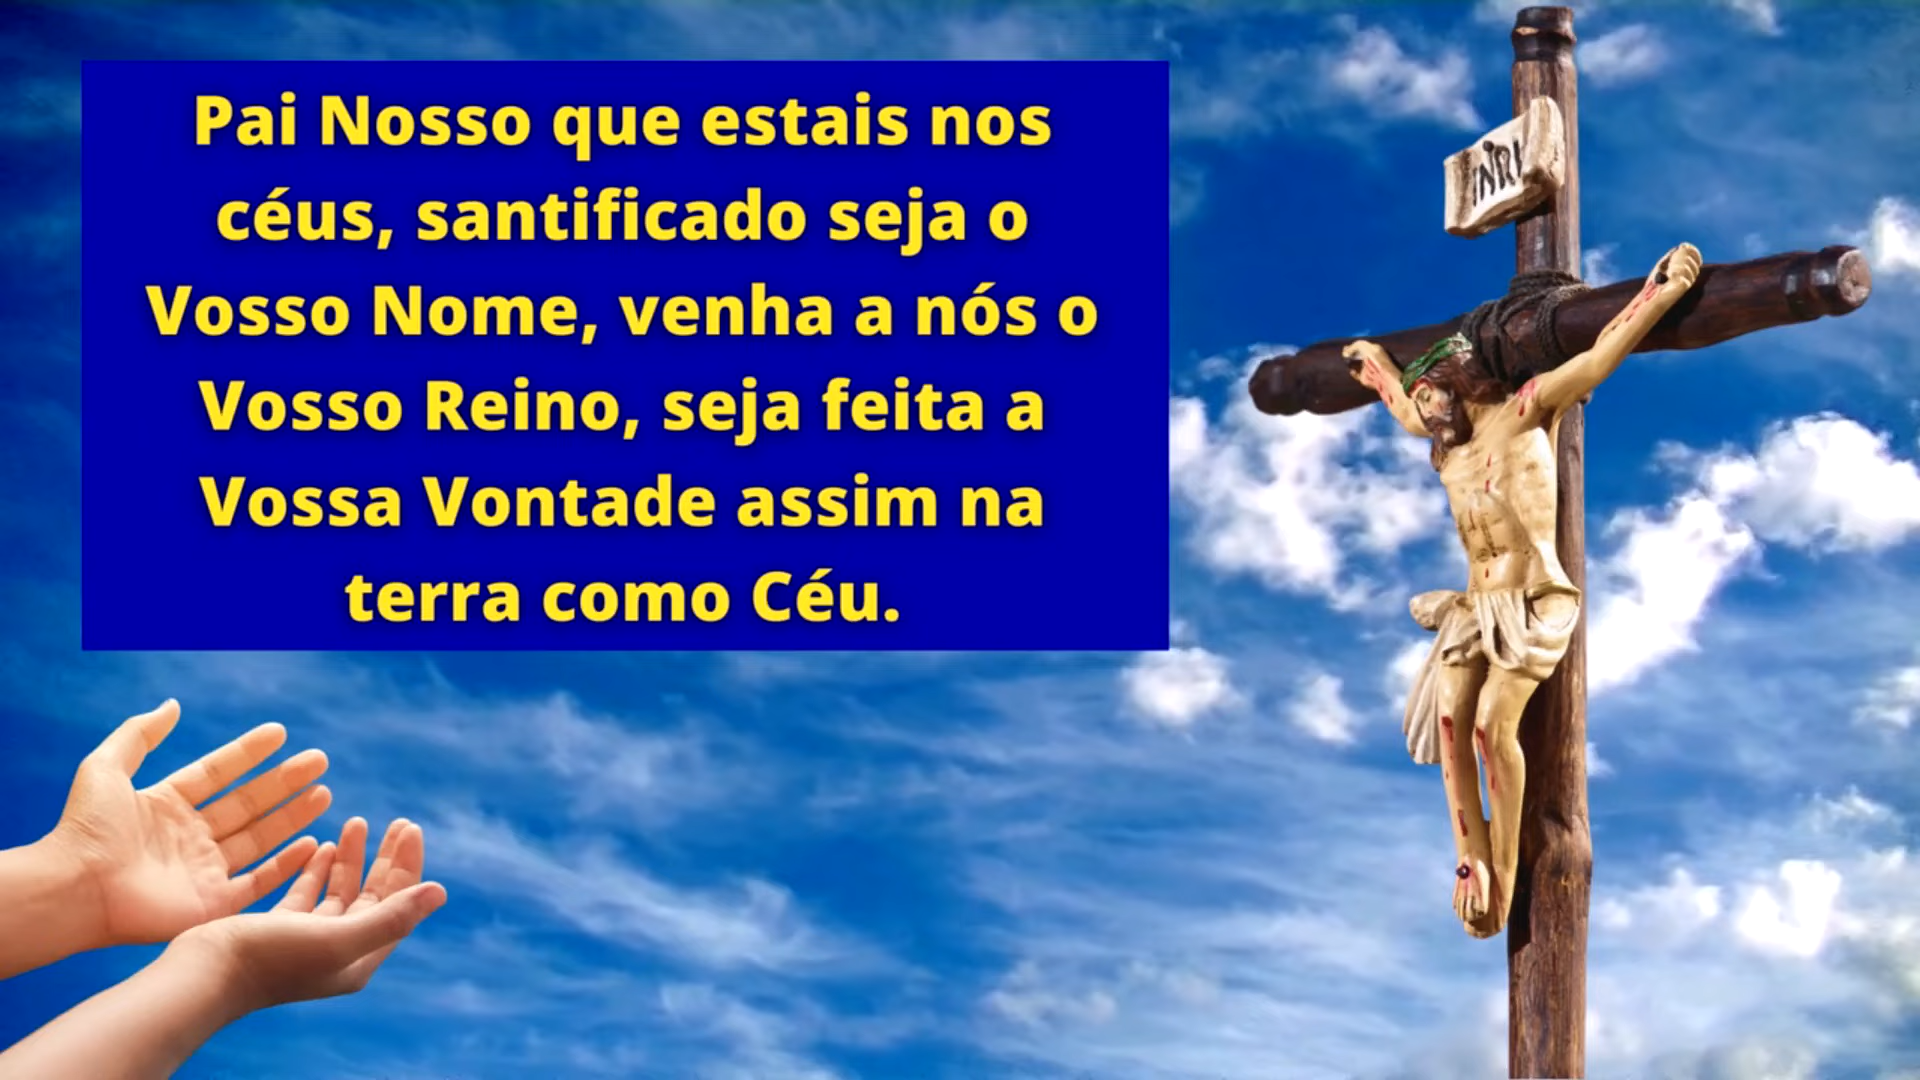 Pai Nosso que estais nos
céus, santificado seja o
Vosso Nome, venha a nós o
Vosso Reino, seja feita a
Vossa Vontade assim na
terra como Céu.
INRI